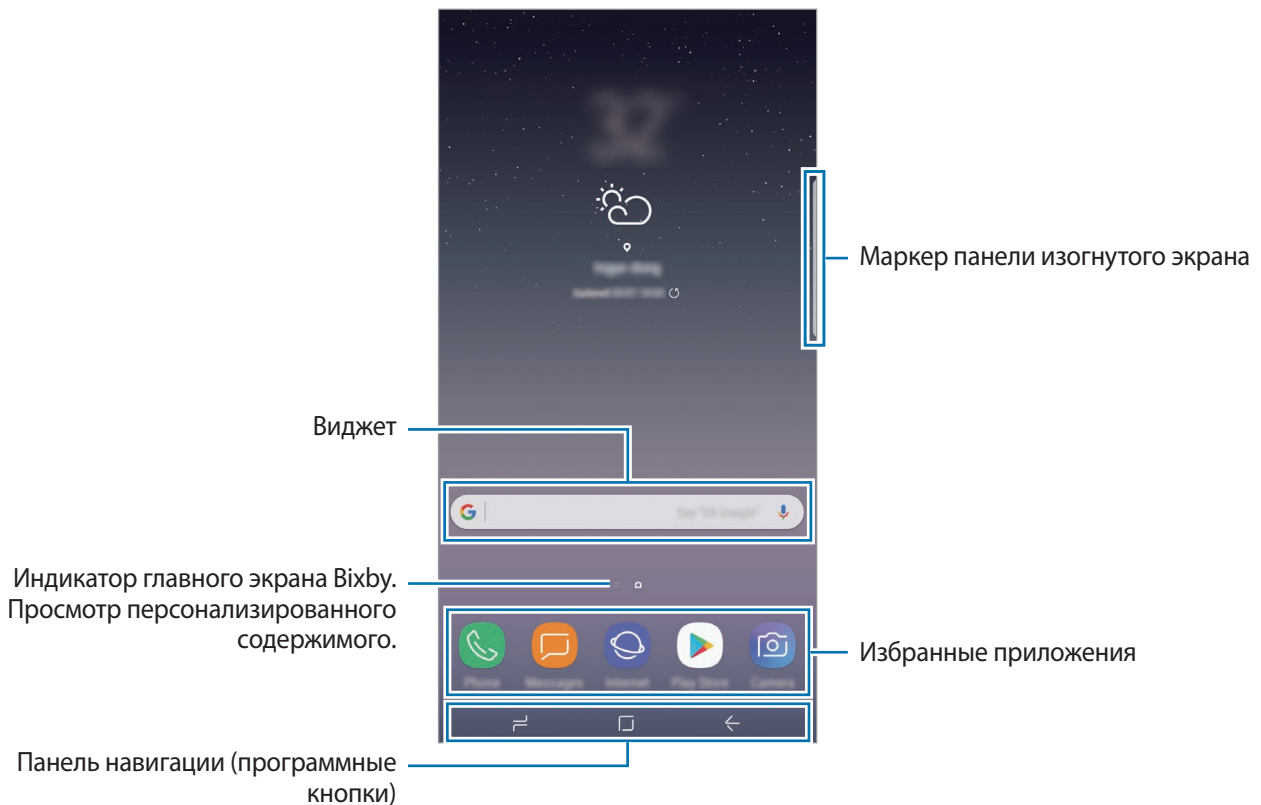 Маркер панели изогнутого экрана
Виджет
Индикатор главного экрана Bixby.
Просмотр персонализированного
содержимого.
Phone
Messages
Internet
Play Store
Camera
Избранные приложения
Панель навигации (программные
кнопки)